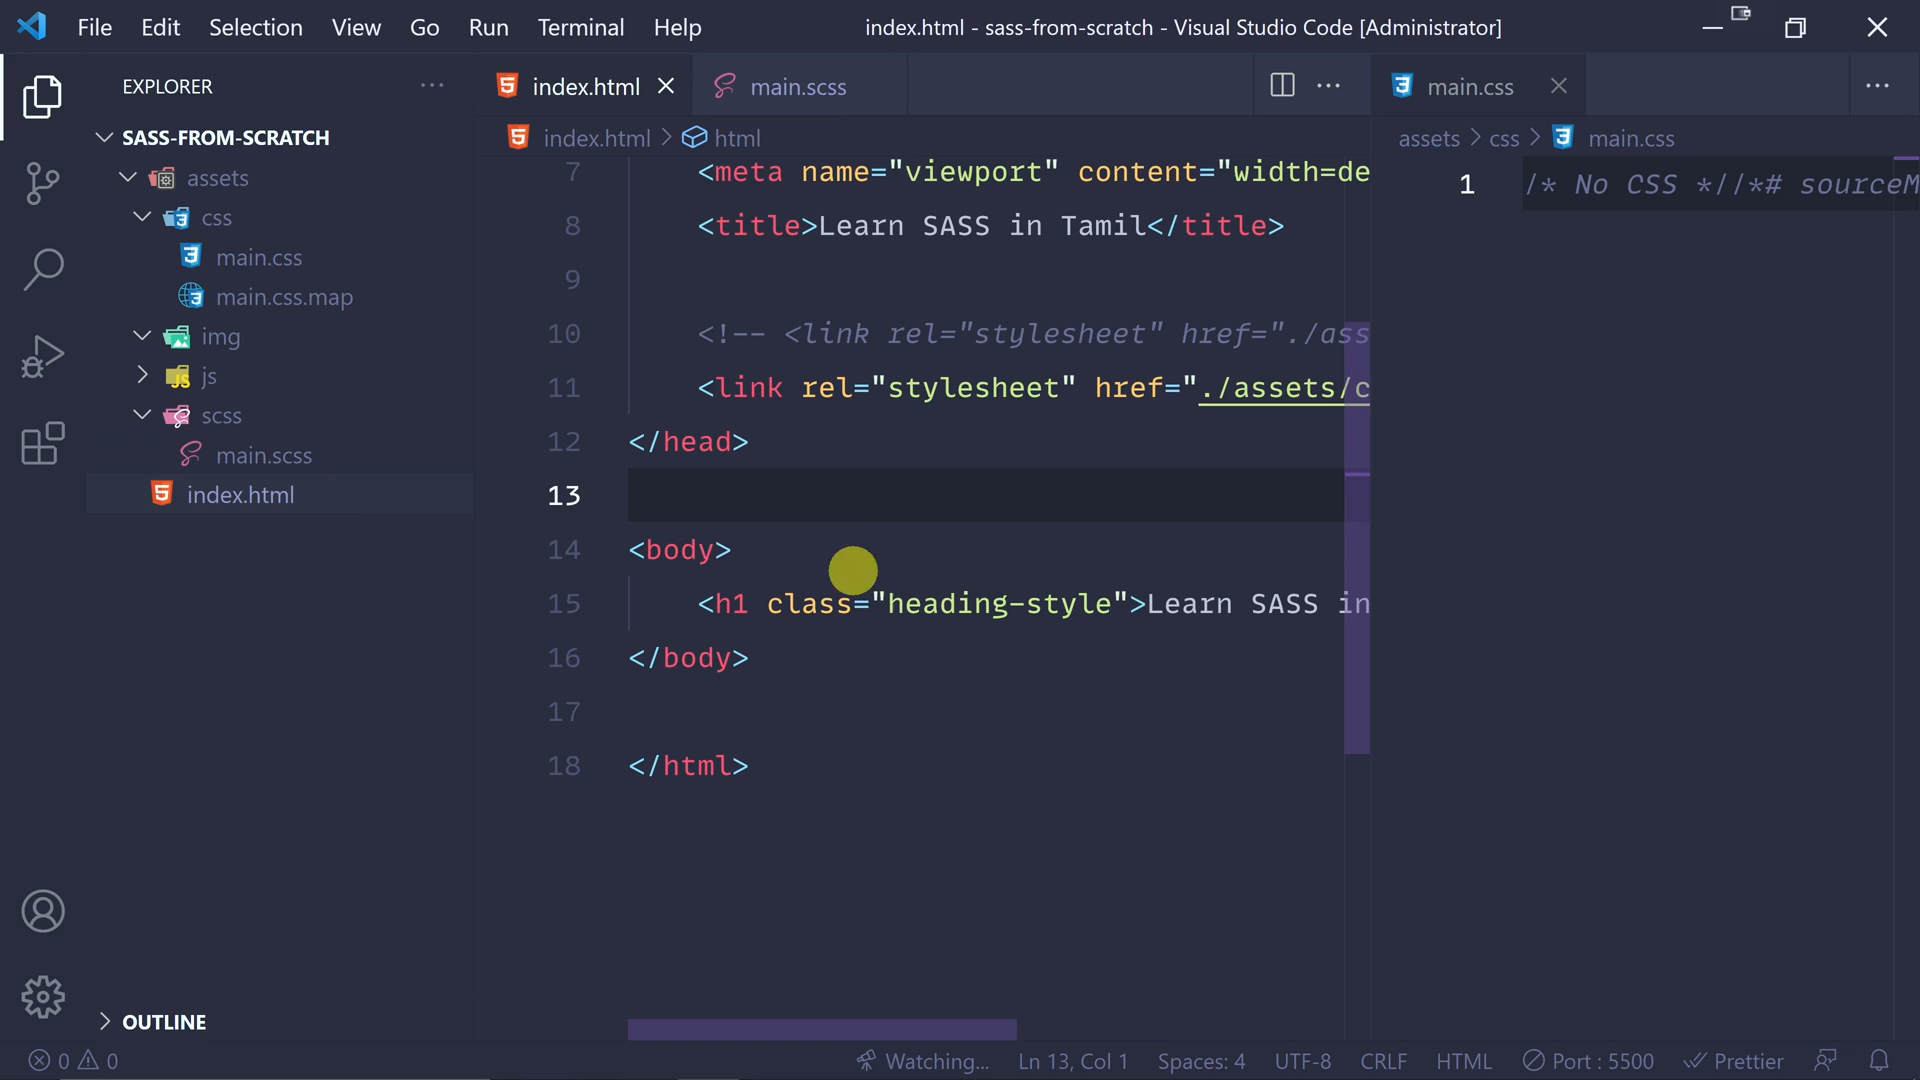 File Edit Selection View Go Run Terminal Help index.html - sass-from-scratch - Visual Studio Code [Administrator]
EXPLORER ···
SASS-FROM-SCRATCH
assets
css
main.css
main.css.map
img
js
scss
main.scss
index.html
OUTLINE
index.html main.scss
index.html > html
7 <meta name="viewport" content="width=de
8 <title>Learn SASS in Tamil</title>
9
10 <!-- <link rel="stylesheet" href="./ass
11 <link rel="stylesheet" href="./assets/c
12 </head>
13
14 <body>
15 <h1 class="heading-style">Learn SASS in
16 </body>
17
18 </html>
main.css
assets > css > main.css
1 /* No CSS *//*# sourceM
0 0 Watching... Ln 13, Col 1 Spaces: 4 UTF-8 CRLF HTML Port : 5500 Prettier